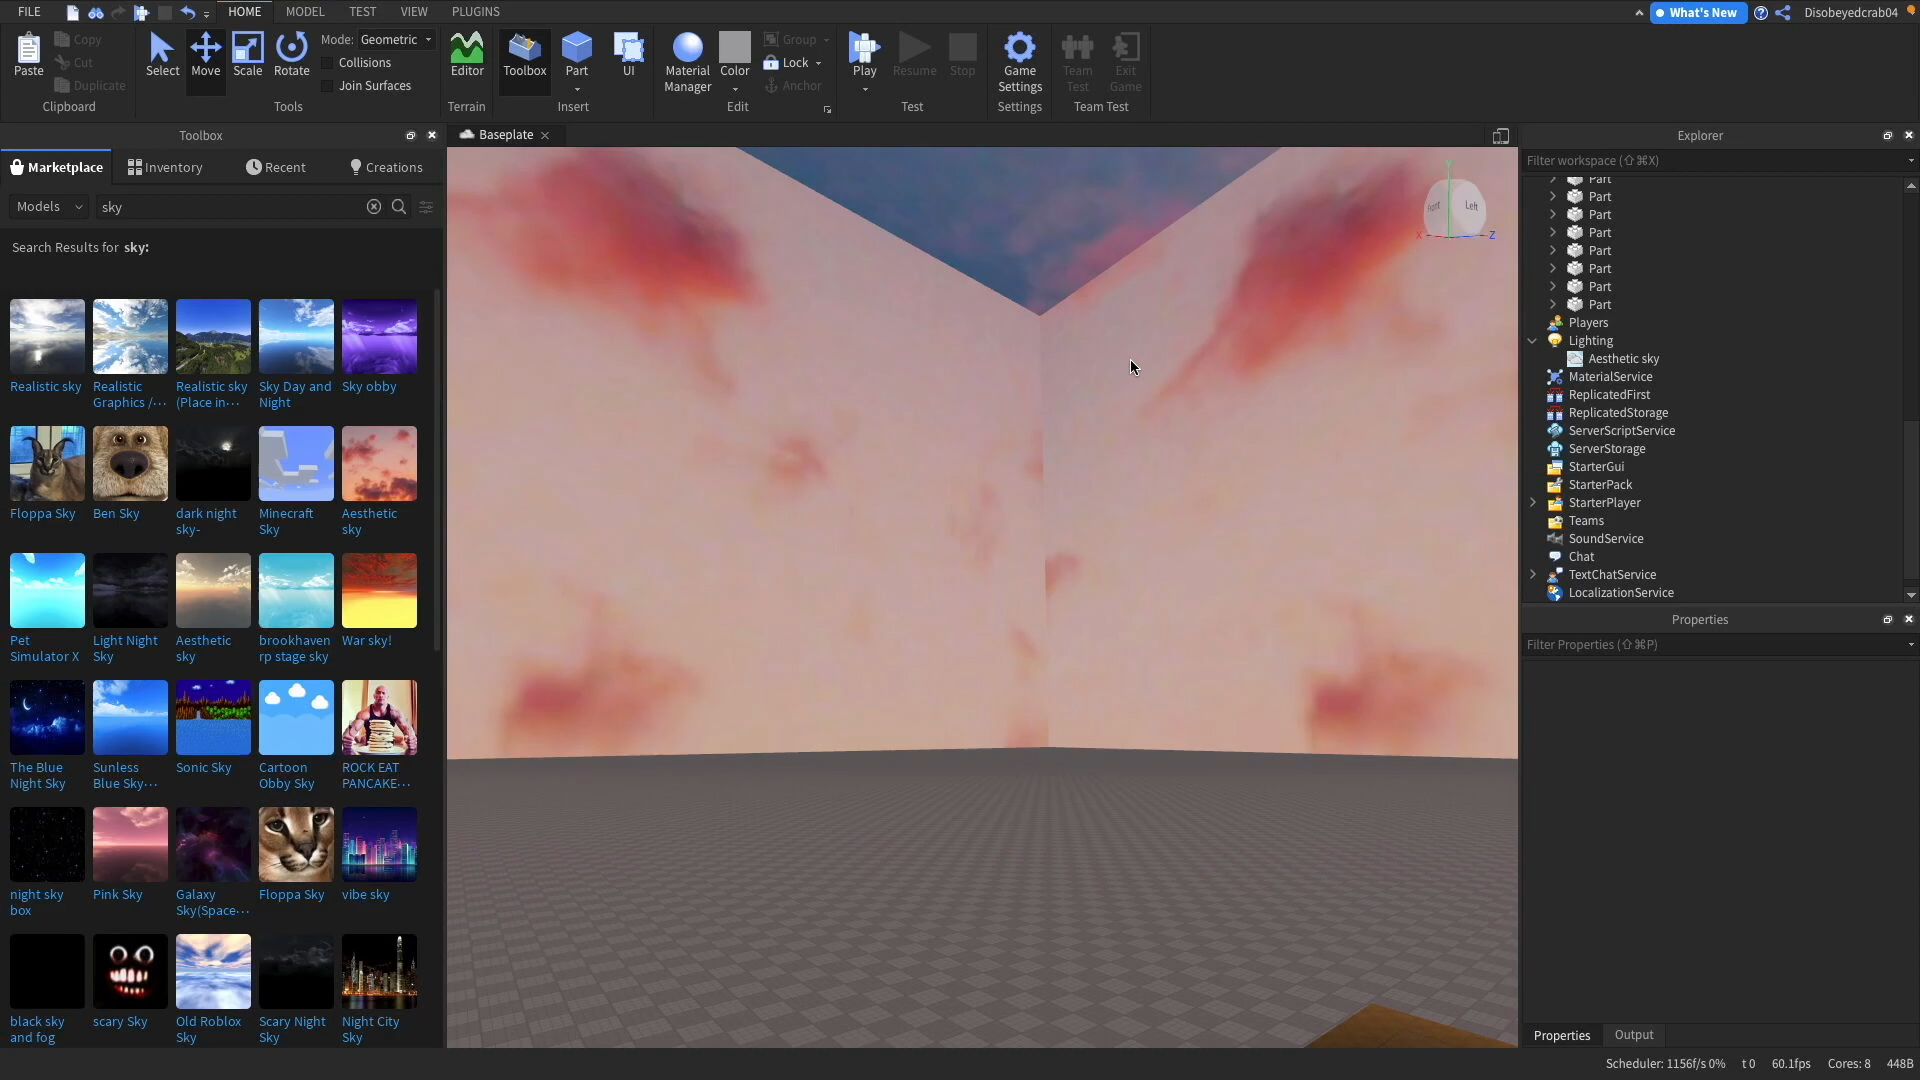 FILE HOME MODEL TEST VIEW PLUGINS What's New Disobeyedcrab04
Paste
Copy
Cut
Duplicate
Clipboard
Select Move Scale Rotate
Mode: Geometric
Collisions
Join Surfaces
Tools
Editor
Terrain
Toolbox Part UI
Insert
Material Manager
Color
Group
Lock
Anchor
Edit
Play Resume Stop
Test
Game Settings
Settings
Team Test
Exit Game
Team Test
Toolbox
Marketplace Inventory Recent Creations
Models sky
Search Results for sky:
Realistic sky
Realistic Graphics /···
Realistic sky (Place in···
Sky Day and Night
Sky obby
Floppa Sky
Ben Sky
dark night sky-
Minecraft Sky
Aesthetic sky
Pet Simulator X
Light Night Sky
Aesthetic sky
brookhaven rp stage sky
War sky!
The Blue Night Sky
Sunless Blue Sky···
Sonic Sky
Cartoon Obby Sky
ROCK EAT PANCAKE···
night sky box
Pink Sky
Galaxy Sky(Space···
Floppa Sky
vibe sky
black sky and fog
scary Sky
Old Roblox Sky
Scary Night Sky
Night City Sky
Baseplate
Y
Front Left
X Z
Explorer
Filter workspace (⇧⌘X)
Part
Part
Part
Part
Part
Part
Part
Part
Players
Lighting
Aesthetic sky
MaterialService
ReplicatedFirst
ReplicatedStorage
ServerScriptService
ServerStorage
StarterGui
StarterPack
StarterPlayer
Teams
SoundService
Chat
TextChatService
LocalizationService
Properties
Filter Properties (⇧⌘P)
Properties Output
Scheduler: 1156f/s 0% t 0 60.1fps Cores: 8 448B